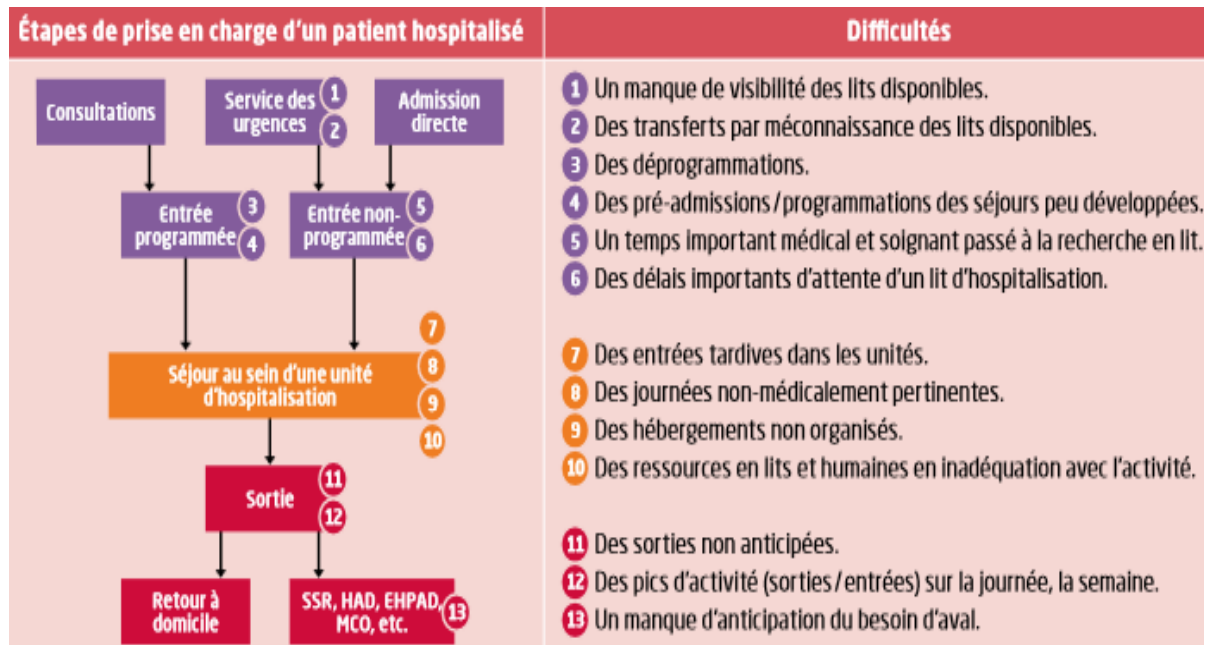 Étapes de prise en charge d'un patient hospitalisé
Difficultés
Consultations
Service des
urgences
1
2
Admission
directe
Entrée
programmée
3
4
Entrée non-
programmée
5
6
Séjour au sein d'une unité
d'hospitalisation
7
8
9
10
Sortie
11
12
Retour à
domicile
SSR, HAD, EHPAD,
MCO, etc.
13
1 Un manque de visibilité des lits disponibles.
2 Des transferts par méconnaissance des lits disponibles.
3 Des déprogrammations.
4 Des pré-admissions/programmations des séjours peu développées.
5 Un temps important médical et soignant passé à la recherche en lit.
6 Des délais importants d'attente d'un lit d'hospitalisation.
7 Des entrées tardives dans les unités.
8 Des journées non-médicalement pertinentes.
9 Des hébergements non organisés.
10 Des ressources en lits et humaines en inadéquation avec l'activité.
11 Des sorties non anticipées.
12 Des pics d'activité (sorties/entrées) sur la journée, la semaine.
13 Un manque d'anticipation du besoin d'aval.